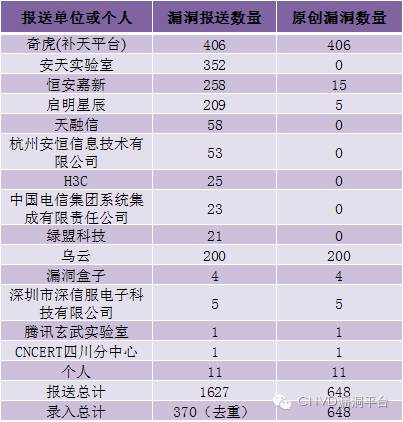 报送单位或个人 漏洞报送数量 原创漏洞数量
奇虎(补天平台) 406 406
安天实验室 352 0
恒安嘉新 258 15
启明星辰 209 5
天融信 58 0
杭州安恒信息技术有
限公司 53 0
H3C 25 0
中国电信集团系统集
成有限责任公司 23 0
绿盟科技 21 0
乌云 200 200
漏洞盒子 4 4
深圳市深信服电子科
技有限公司 5 5
腾讯玄武实验室 1 1
CNCERT四川分中心 1 1
个人 11 11
报送总计 1627 648
录入总计 370（去重） 648
CNVD漏洞平台